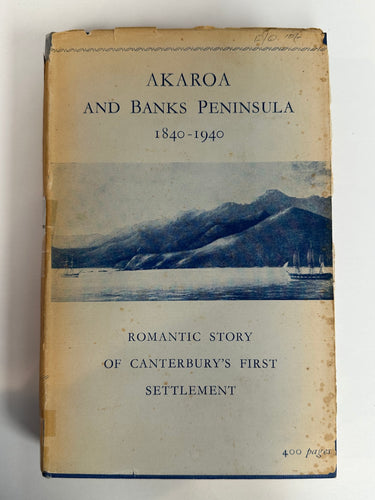 AKAROA
AND BANKS PENINSULA
1840-1940
ROMANTIC STORY
OF CANTERBURY'S FIRST
SETTLEMENT
400 pages